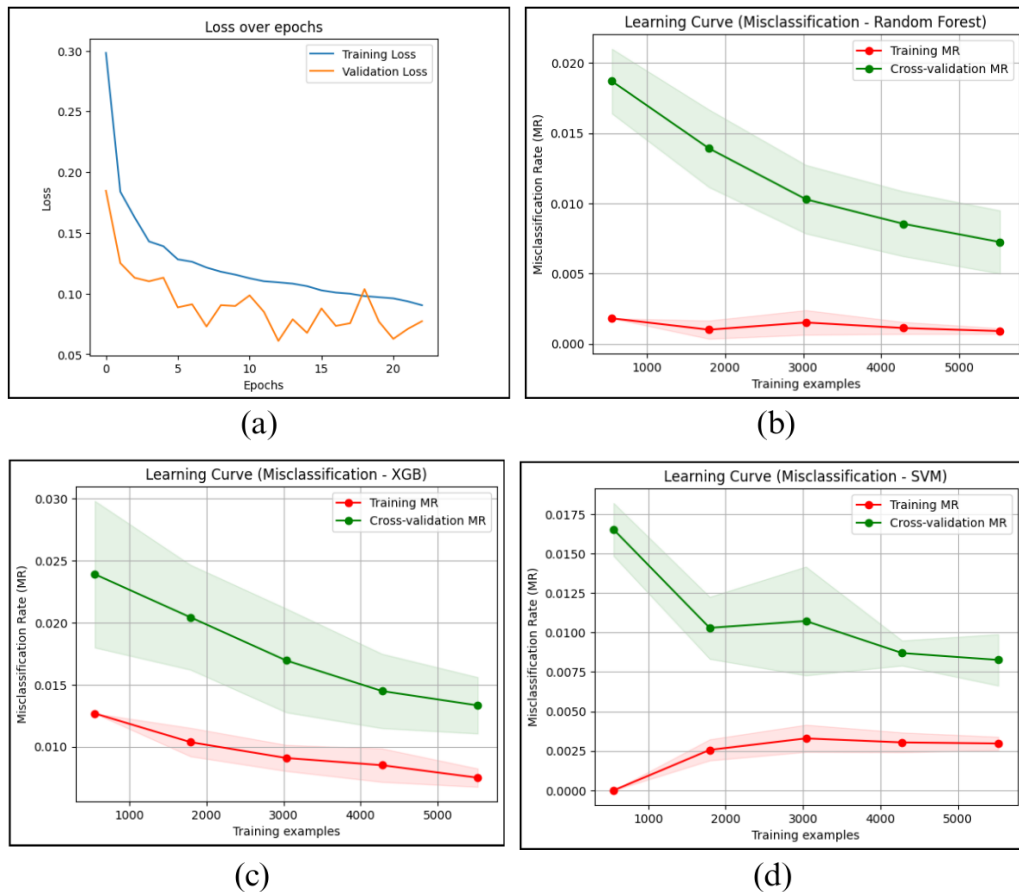 Loss over epochs
Training Loss
Validation Loss
0.30
0.25
0.20
0.15
0.10
0.05
Loss
0
5
10
15
20
Epochs
(a)
Learning Curve (Misclassification - Random Forest)
Training MR
Cross-validation MR
0.020
0.015
0.010
0.005
0.000
Misclassification Rate (MR)
1000
2000
3000
4000
5000
Training examples
(b)
Learning Curve (Misclassification - XGB)
Training MR
Cross-validation MR
0.030
0.025
0.020
0.015
0.010
Misclassification Rate (MR)
1000
2000
3000
4000
5000
Training examples
(c)
Learning Curve (Misclassification - SVM)
Training MR
Cross-validation MR
0.0175
0.0150
0.0125
0.0100
0.0075
0.0050
0.0025
0.0000
Misclassification Rate (MR)
1000
2000
3000
4000
5000
Training examples
(d)